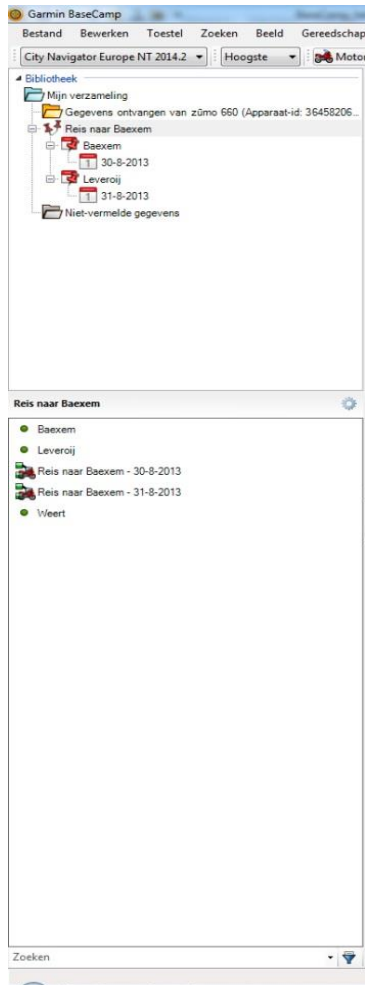 Garmin BaseCamp
Bestand Bewerken Toestel Zoeken Beeld Gereedschap
City Navigator Europe NT 2014.2 Hoogste Moto
Bibliotheek
Mijn verzameling
Gegevens ontvangen van zūmo 660 (Apparaat-id: 36458206
Reis naar Baexem
Baexem
1 30-8-2013
Leveroij
1 31-8-2013
Niet-vermelde gegevens
Reis naar Baexem
Baexem
Leveroij
Reis naar Baexem - 30-8-2013
Reis naar Baexem - 31-8-2013
Weert
Zoeken